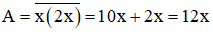 A = \overline{x(2x)} = 10x + 2x = 12x